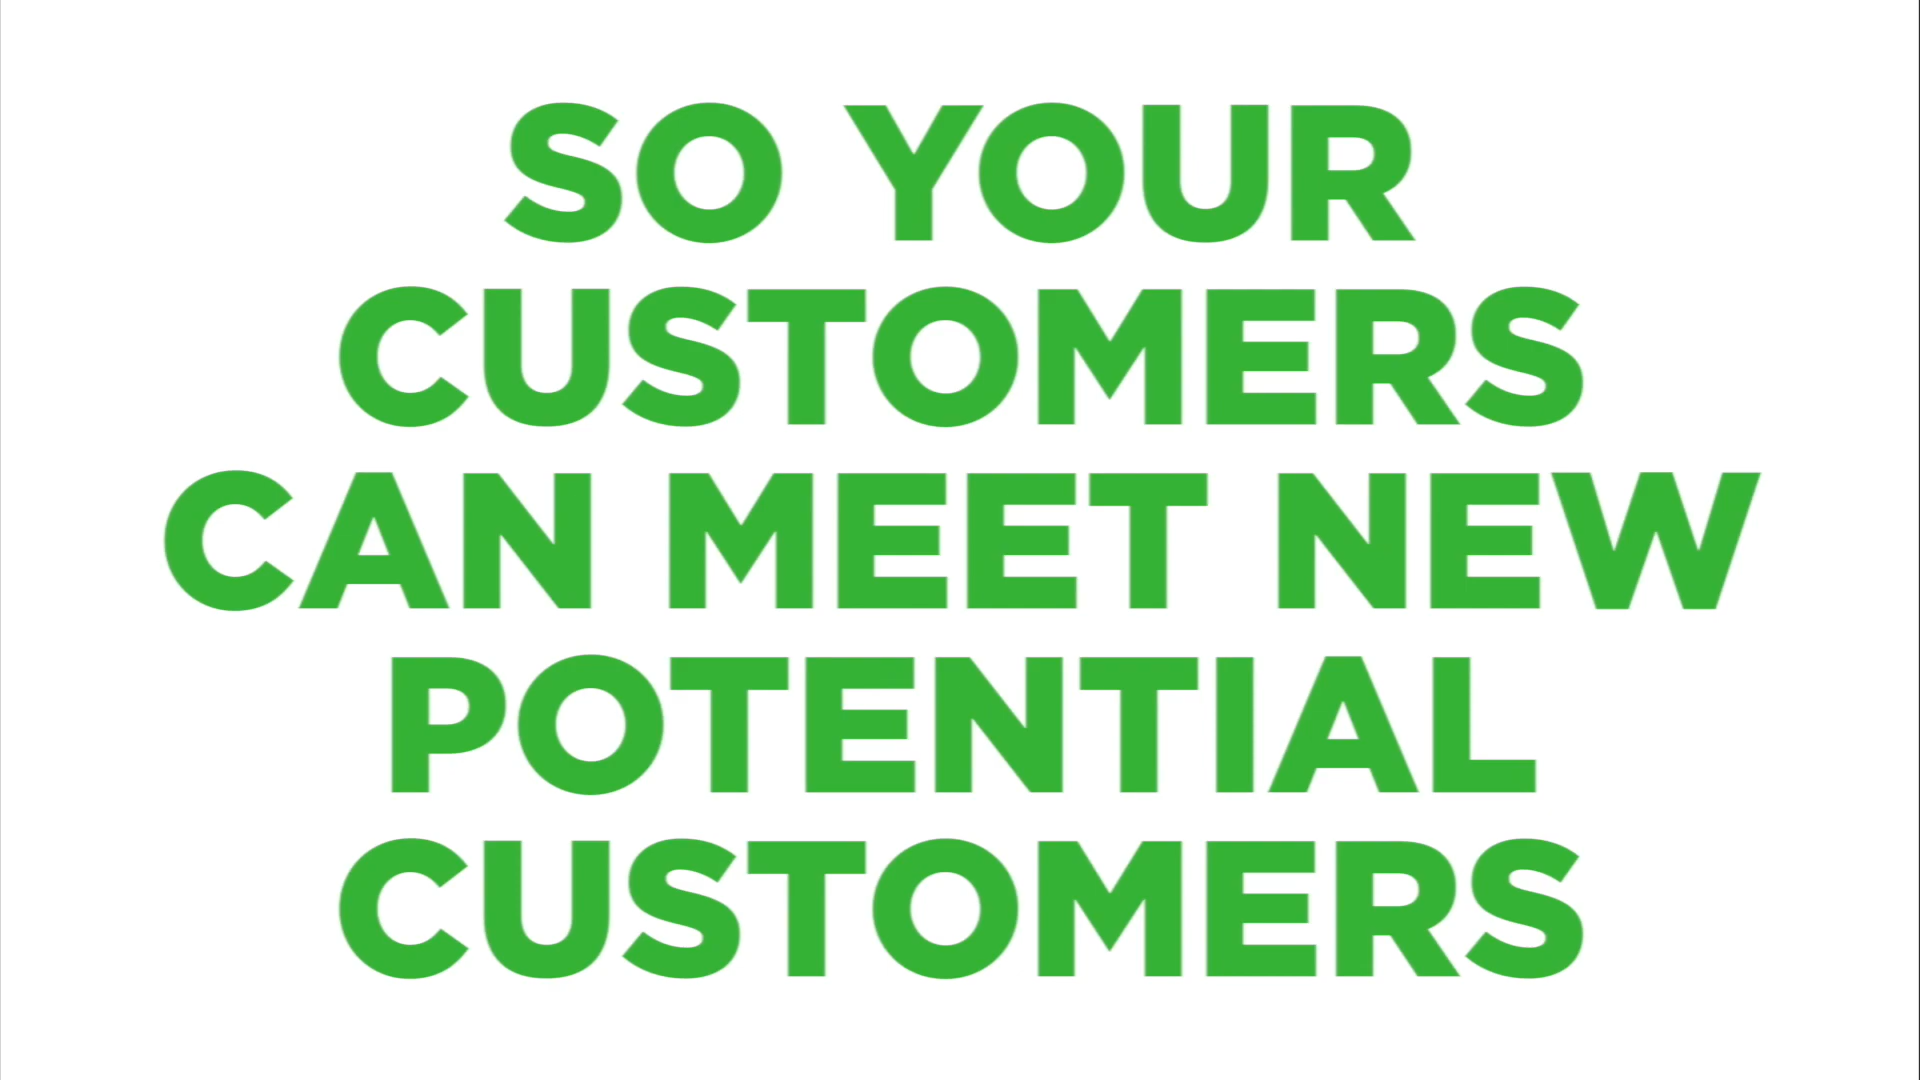 SO YOUR
CUSTOMERS
CAN MEET NEW
POTENTIAL
CUSTOMERS